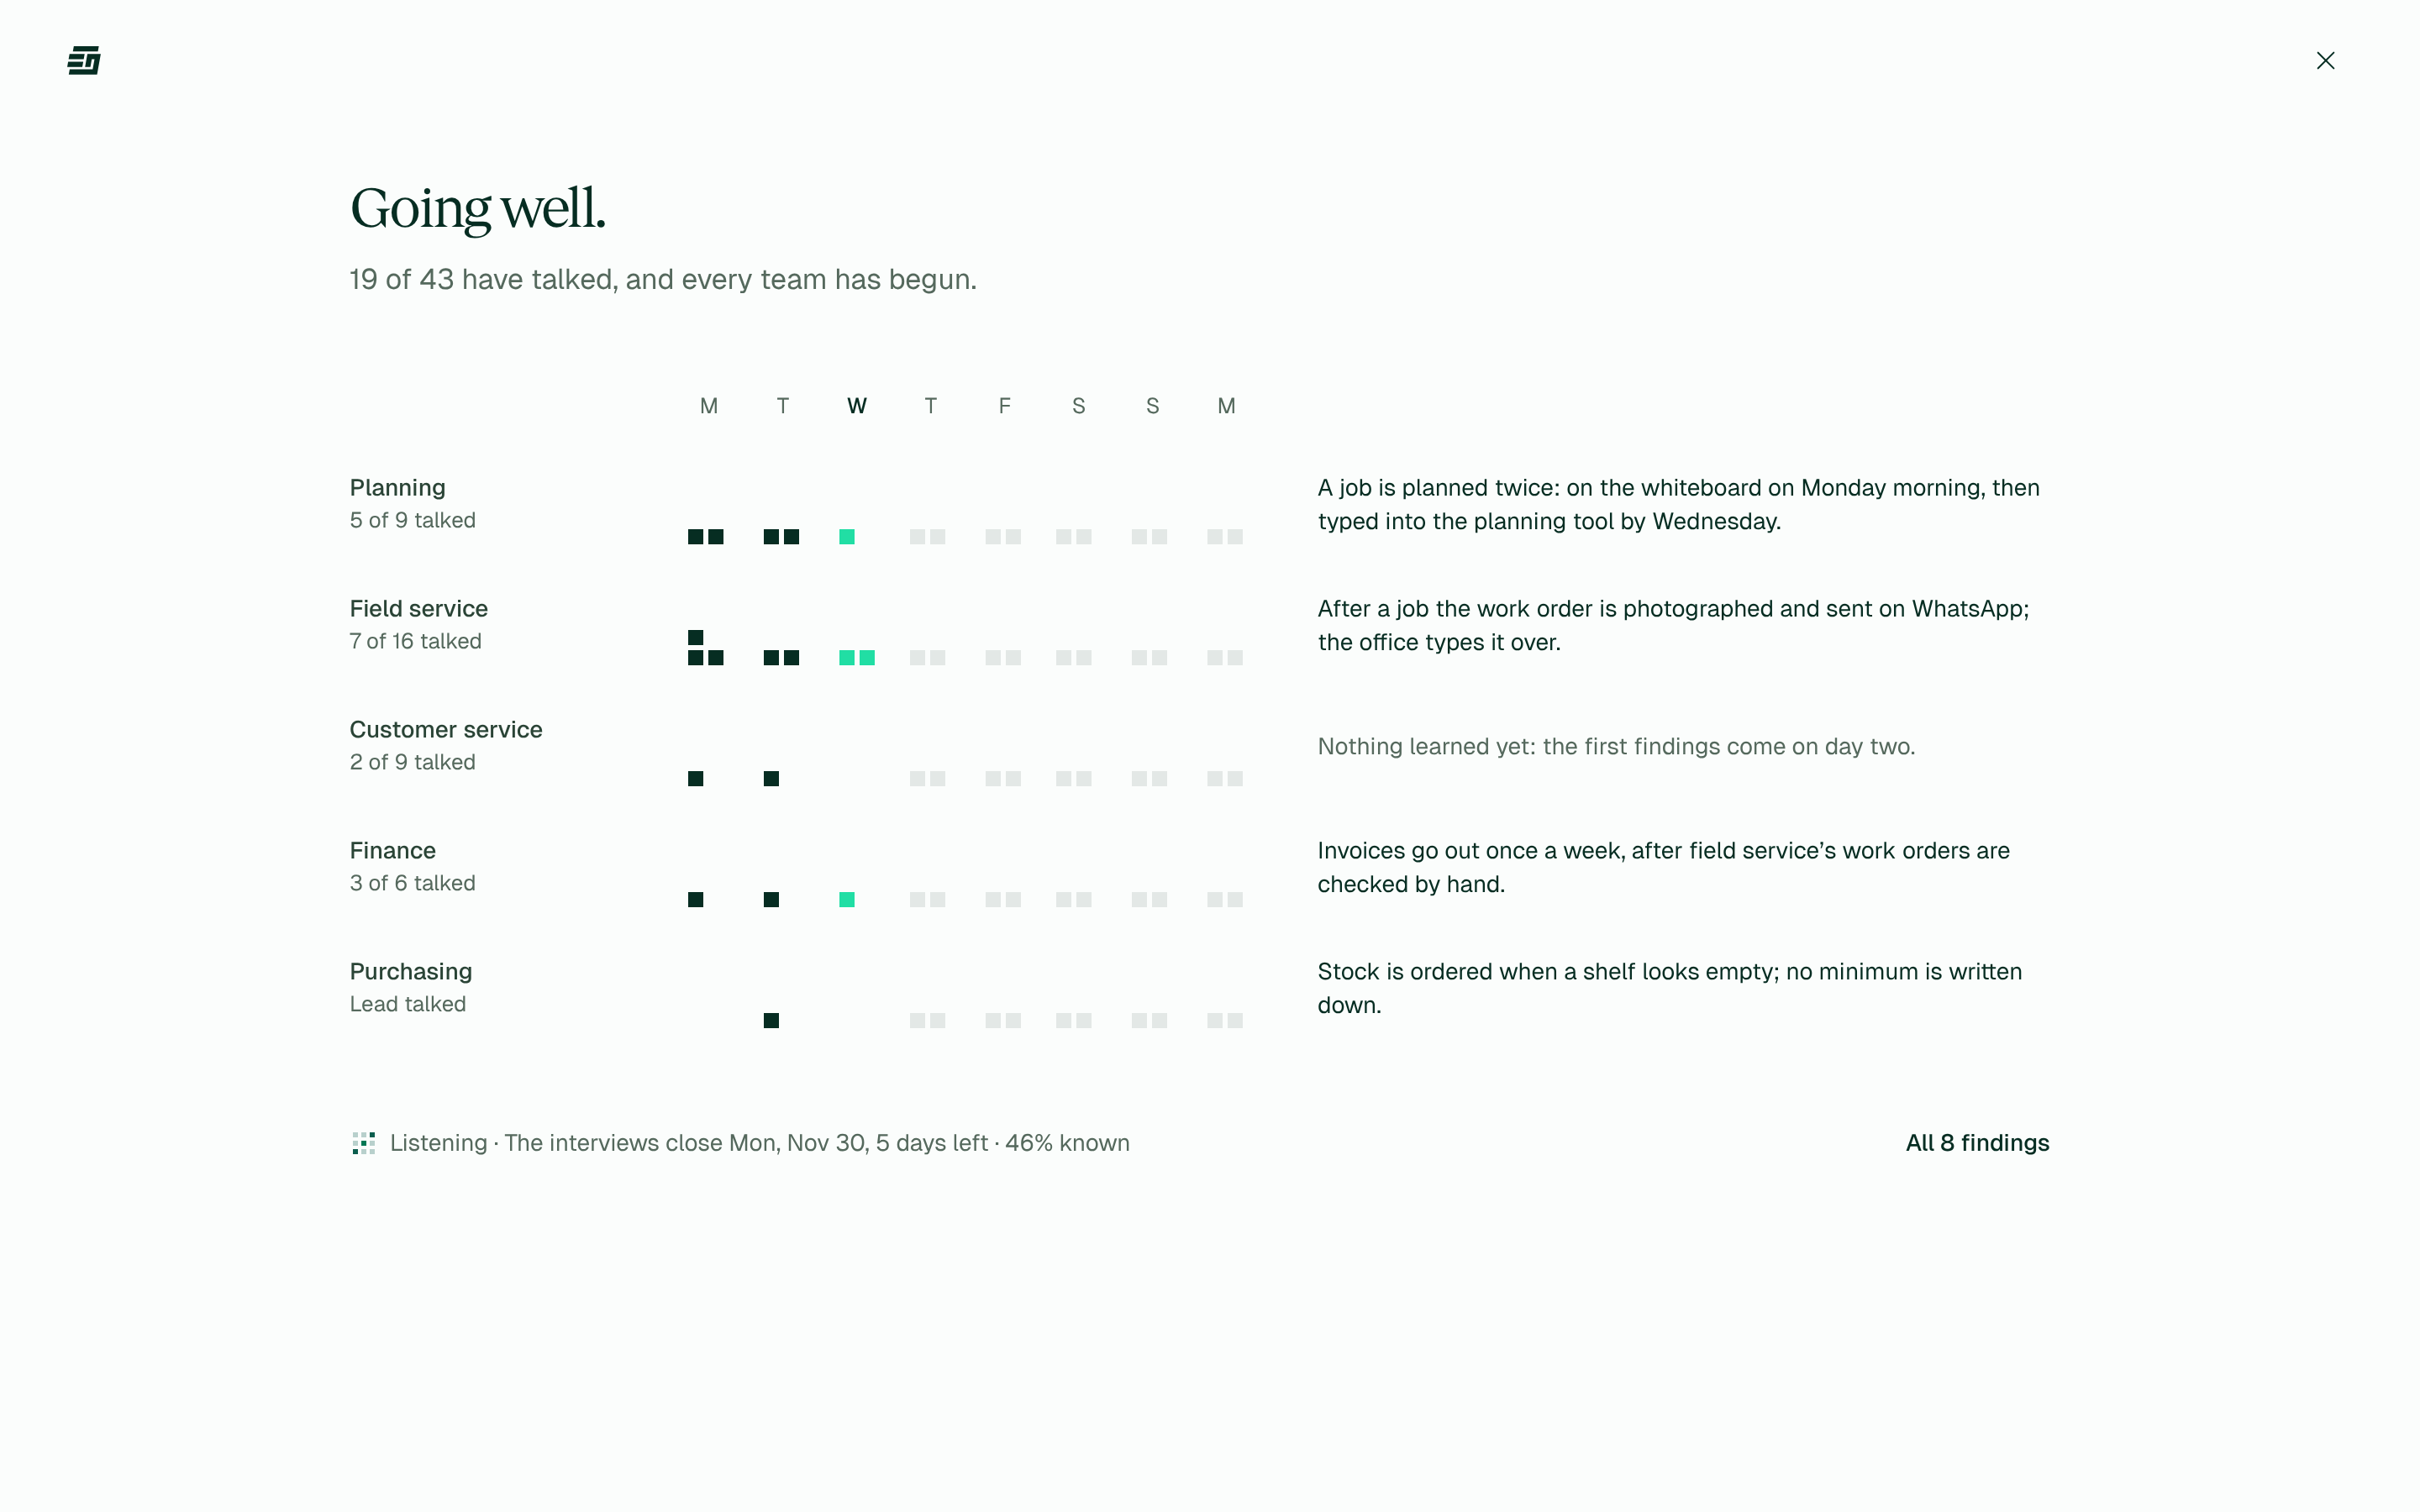 Going well.
19 of 43 have talked, and every team has begun.
M T W T F S S M
Planning
5 of 9 talked
A job is planned twice: on the whiteboard on Monday morning, then
typed into the planning tool by Wednesday.
Field service
7 of 16 talked
After a job the work order is photographed and sent on WhatsApp;
the office types it over.
Customer service
2 of 9 talked
Nothing learned yet: the first findings come on day two.
Finance
3 of 6 talked
Invoices go out once a week, after field service’s work orders are
checked by hand.
Purchasing
Lead talked
Stock is ordered when a shelf looks empty; no minimum is written
down.
Listening · The interviews close Mon, Nov 30, 5 days left · 46% known
All 8 findings